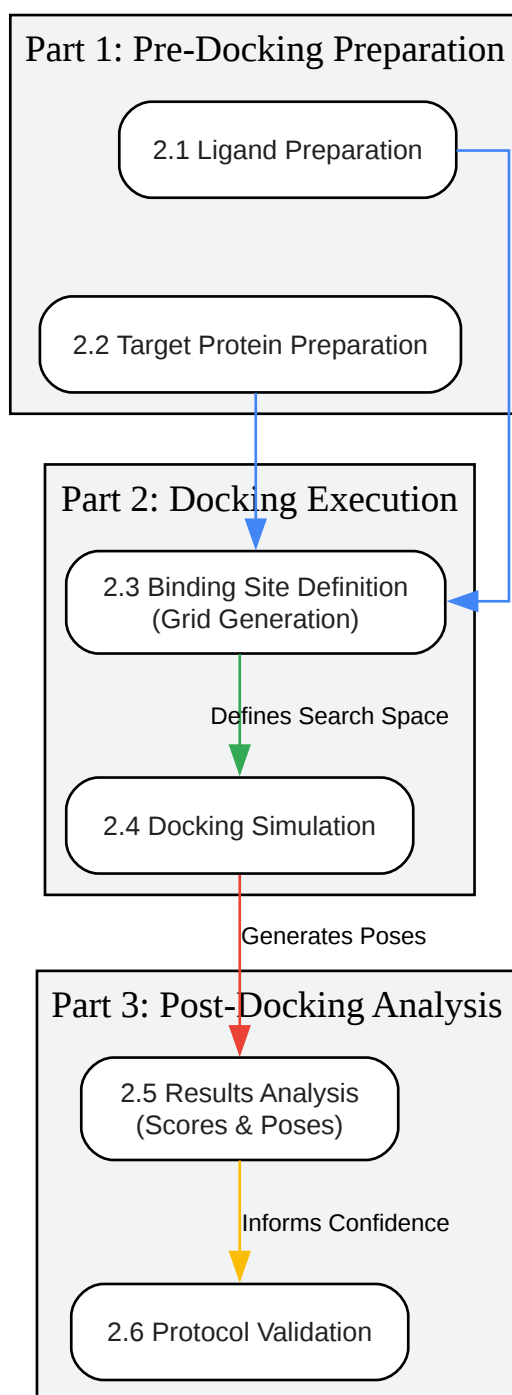 Part 1: Pre-Docking Preparation
2.1 Ligand Preparation
2.2 Target Protein Preparation
Part 2: Docking Execution
2.3 Binding Site Definition
(Grid Generation)
Defines Search Space
2.4 Docking Simulation
Generates Poses
Part 3: Post-Docking Analysis
2.5 Results Analysis
(Scores & Poses)
Informs Confidence
2.6 Protocol Validation